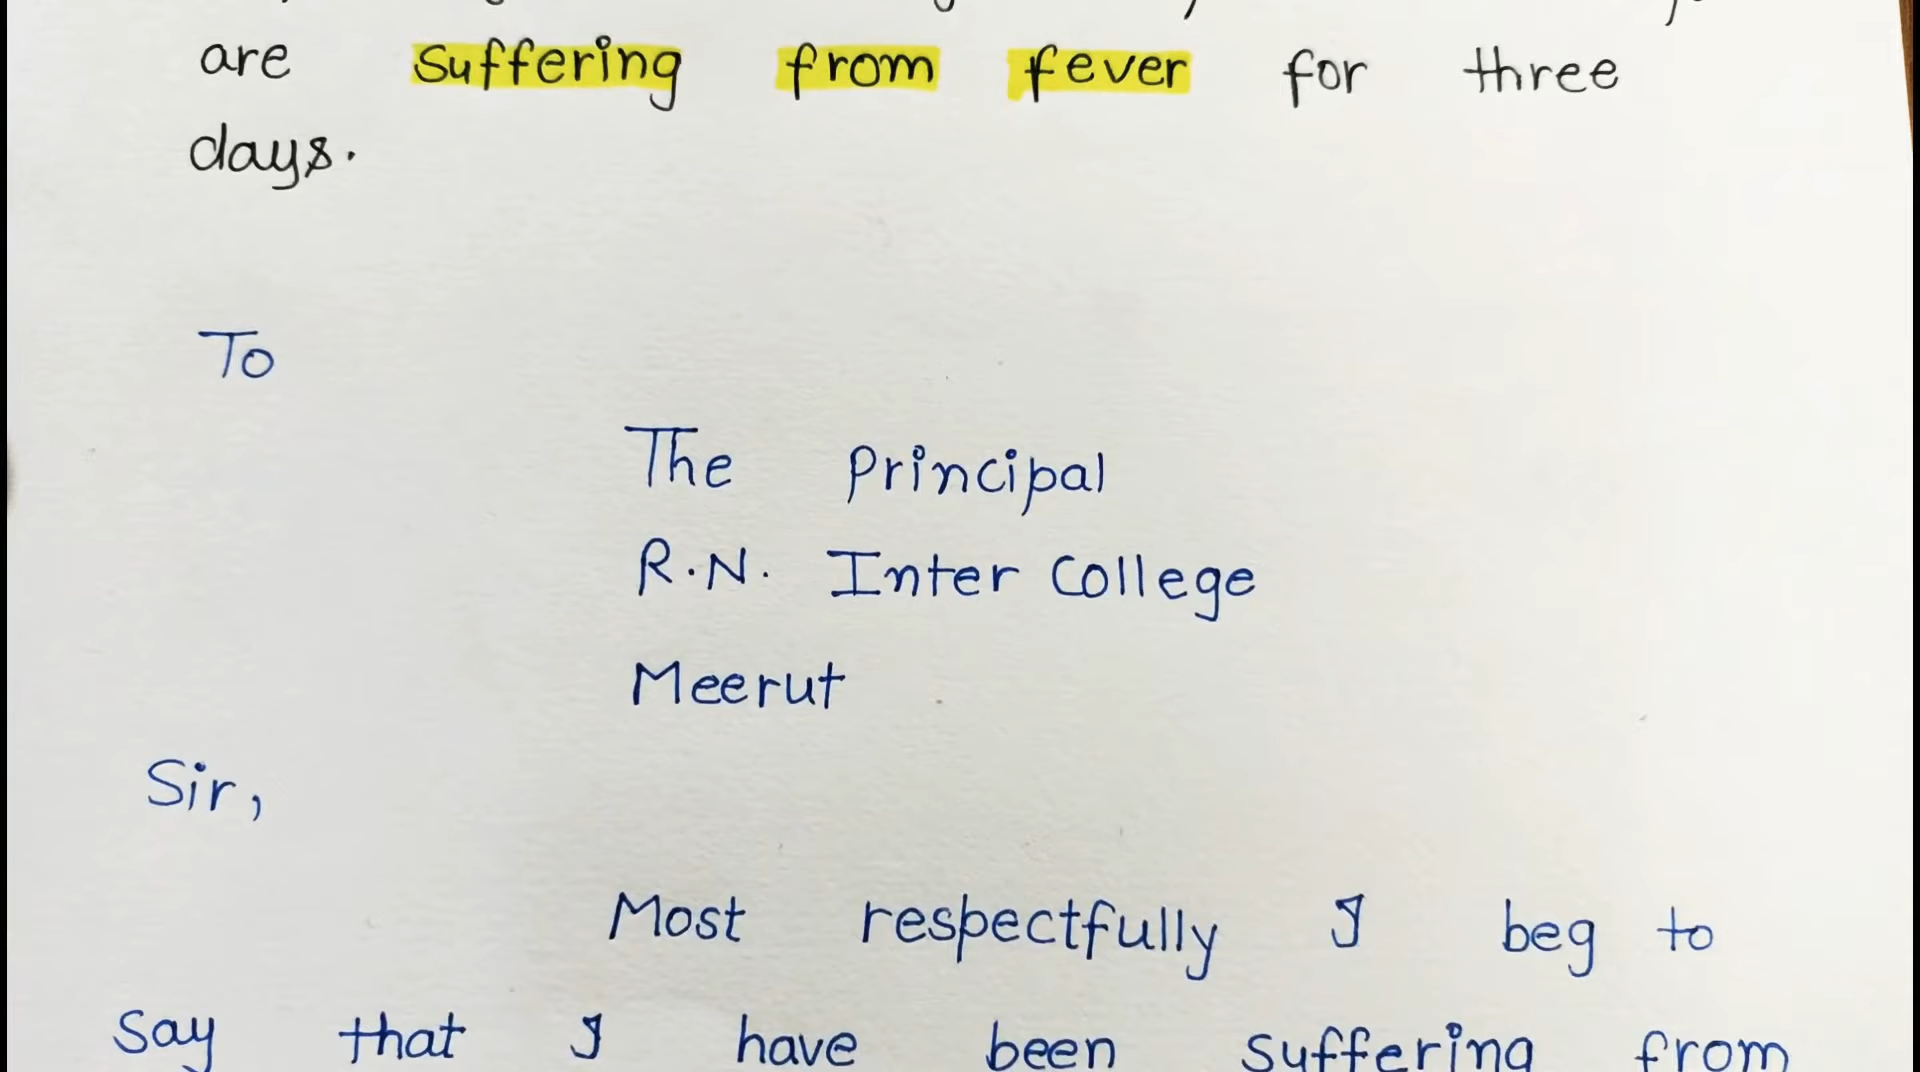 are suffering from fever for three
days.
To
The Principal
R.N. Inter College
Meerut
Sir,
Most respectfully I beg to
say that I have been suffering from